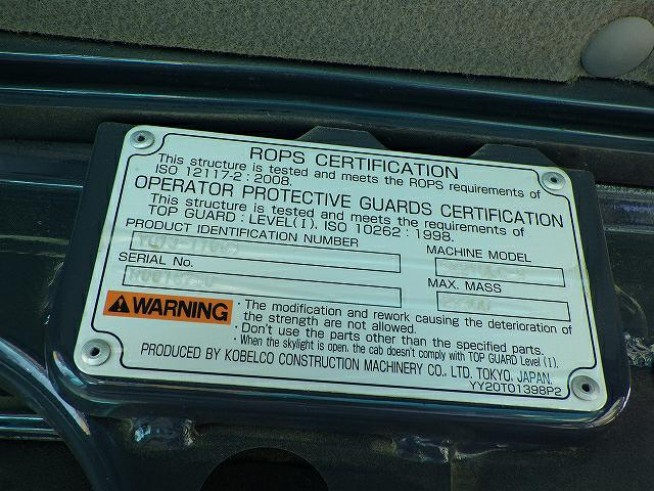 ROPS CERTIFICATION
This structure is tested and meets the ROPS requirements of
ISO 12117-2 : 2008.
OPERATOR PROTECTIVE GUARDS CERTIFICATION
This structure is tested and meets the requirements of
TOP GUARD : LEVEL(I). ISO 10262 : 1998.
PRODUCT IDENTIFICATION NUMBER
MACHINE MODEL
SERIAL No.
MAX. MASS
WARNING
· The modification and rework causing the deterioration of
the strength are not allowed.
· Don't use the parts other than the specified parts.
· When the skylight is open, the cab doesn't comply with TOP GUARD Level (I).
PRODUCED BY KOBELCO CONSTRUCTION MACHINERY CO., LTD. TOKYO, JAPAN.
YY20T01398P2